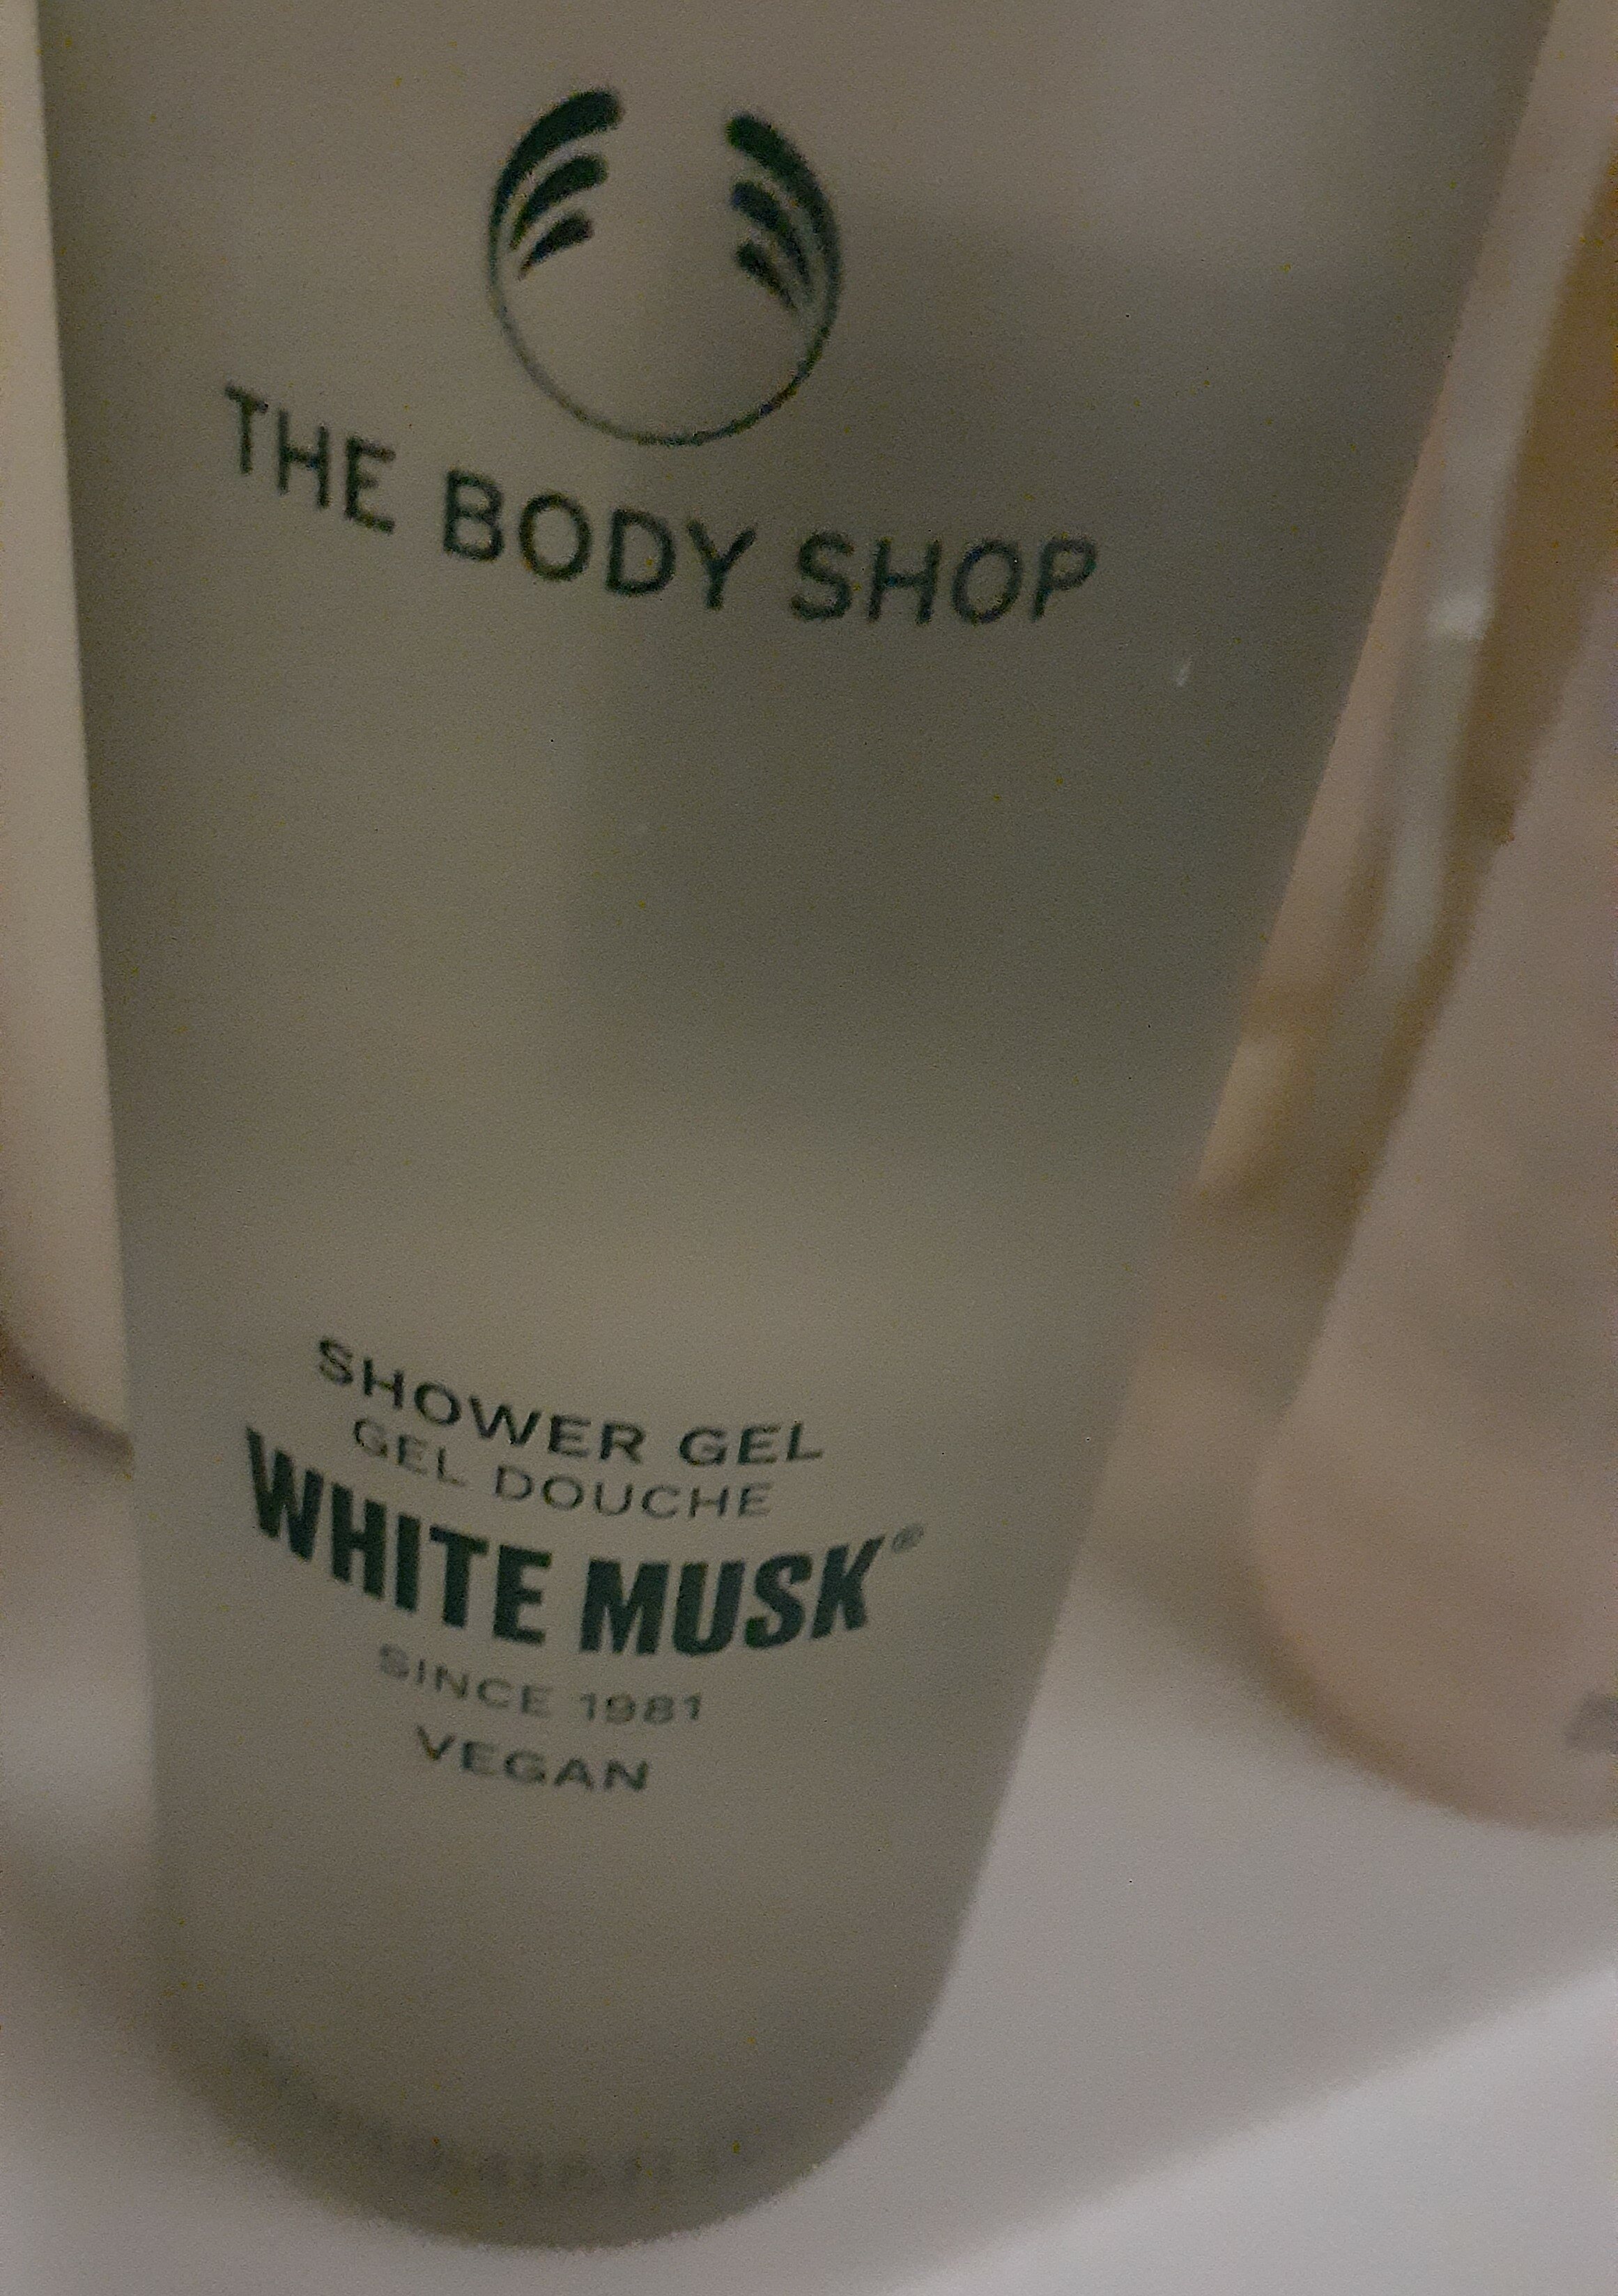 THE BODY SHOP
SHOWER GEL
GEL DOUCHE
WHITE MUSK®
SINCE 1981
VEGAN